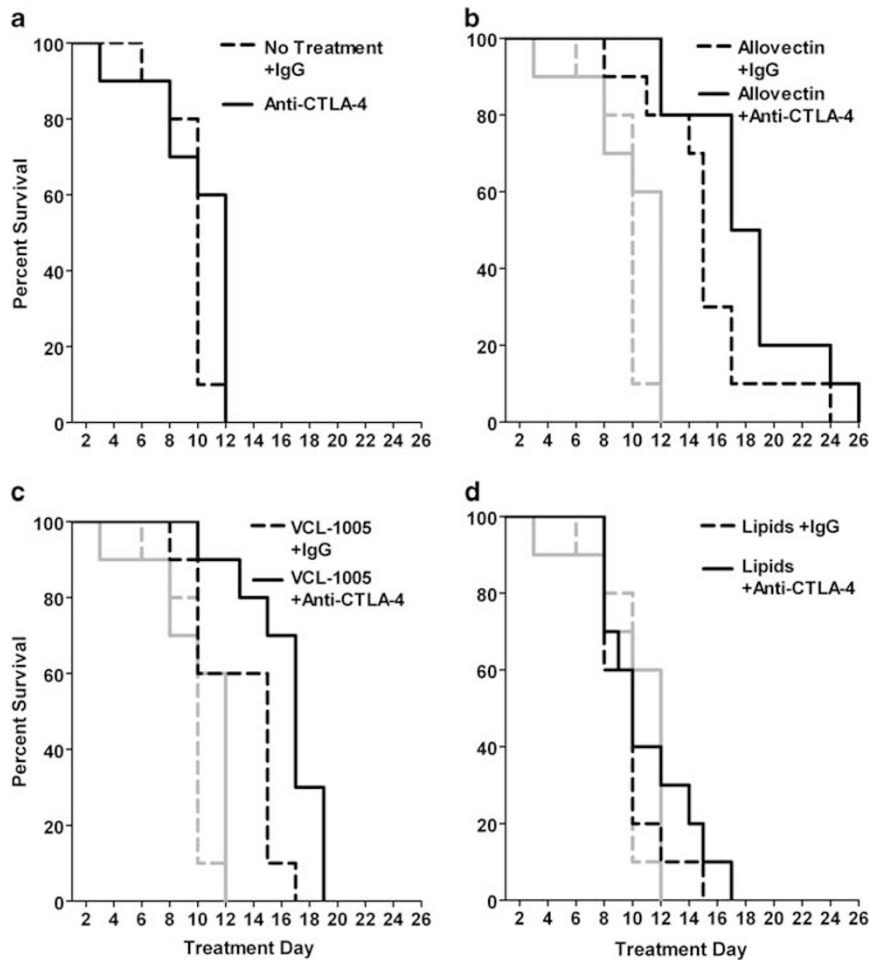 a
100
80
60
40
20
0
Percent Survival
2 4 6 8 10 12 14 16 18 20 22 24 26
No Treatment
+IgG
Anti-CTLA-4
b
100
80
60
40
20
0
2 4 6 8 10 12 14 16 18 20 22 24 26
Allovectin
+IgG
Allovectin
+Anti-CTLA-4
c
100
80
60
40
20
0
Percent Survival
2 4 6 8 10 12 14 16 18 20 22 24 26
Treatment Day
VCL-1005
+IgG
VCL-1005
+Anti-CTLA-4
d
100
80
60
40
20
0
2 4 6 8 10 12 14 16 18 20 22 24 26
Treatment Day
Lipids +IgG
Lipids
+Anti-CTLA-4